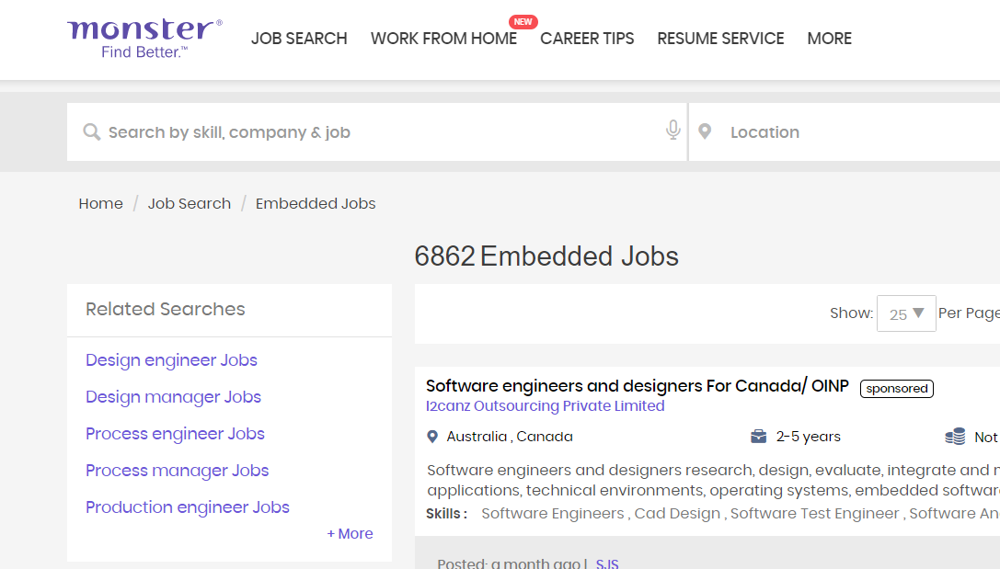 monster®
Find Better.™
JOB SEARCH WORK FROM HOME NEW CAREER TIPS RESUME SERVICE MORE
Search by skill, company & job Location
Home / Job Search / Embedded Jobs
6862 Embedded Jobs
Related Searches
Design engineer Jobs
Design manager Jobs
Process engineer Jobs
Process manager Jobs
Production engineer Jobs
+ More
Show: 25 ▼ Per Page
Software engineers and designers For Canada/ OINP sponsored
I2canz Outsourcing Private Limited
Australia , Canada 2-5 years Not
Software engineers and designers research, design, evaluate, integrate and
applications, technical environments, operating systems, embedded softwar
Skills : Software Engineers , Cad Design , Software Test Engineer , Software An
Posted: a month ago | SJS